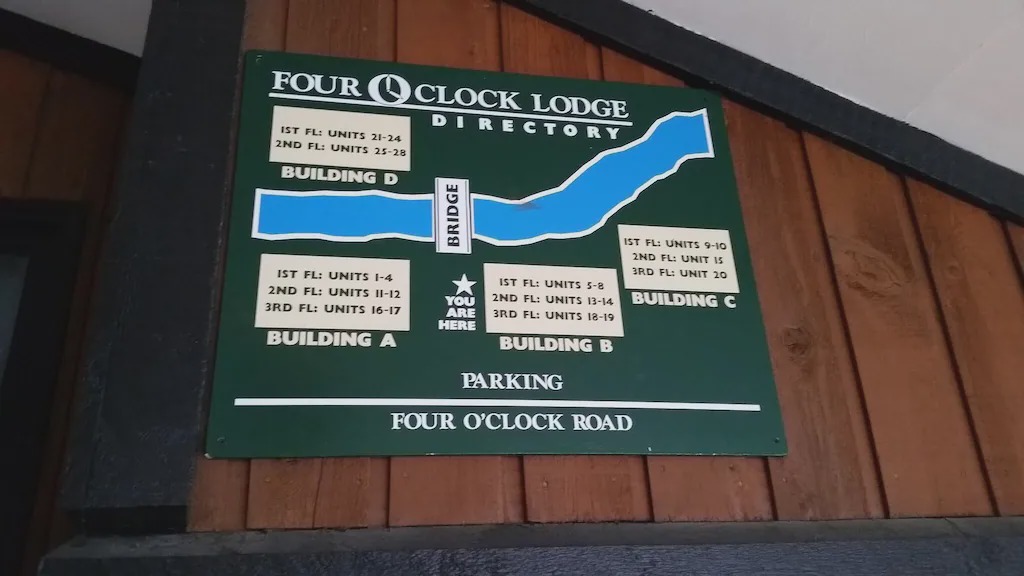 FOUR O'CLOCK LODGE
DIRECTORY
1ST FL: UNITS 21-24
2ND FL: UNITS 25-28
BUILDING D
BRIDGE
1ST FL: UNITS 9-10
2ND FL: UNIT 15
3RD FL: UNIT 20
BUILDING C
1ST FL: UNITS 1-4
2ND FL: UNITS 11-12
3RD FL: UNITS 16-17
BUILDING A
YOU
ARE
HERE
1ST FL: UNITS 5-8
2ND FL: UNITS 13-14
3RD FL: UNITS 18-19
BUILDING B
PARKING
FOUR O'CLOCK ROAD